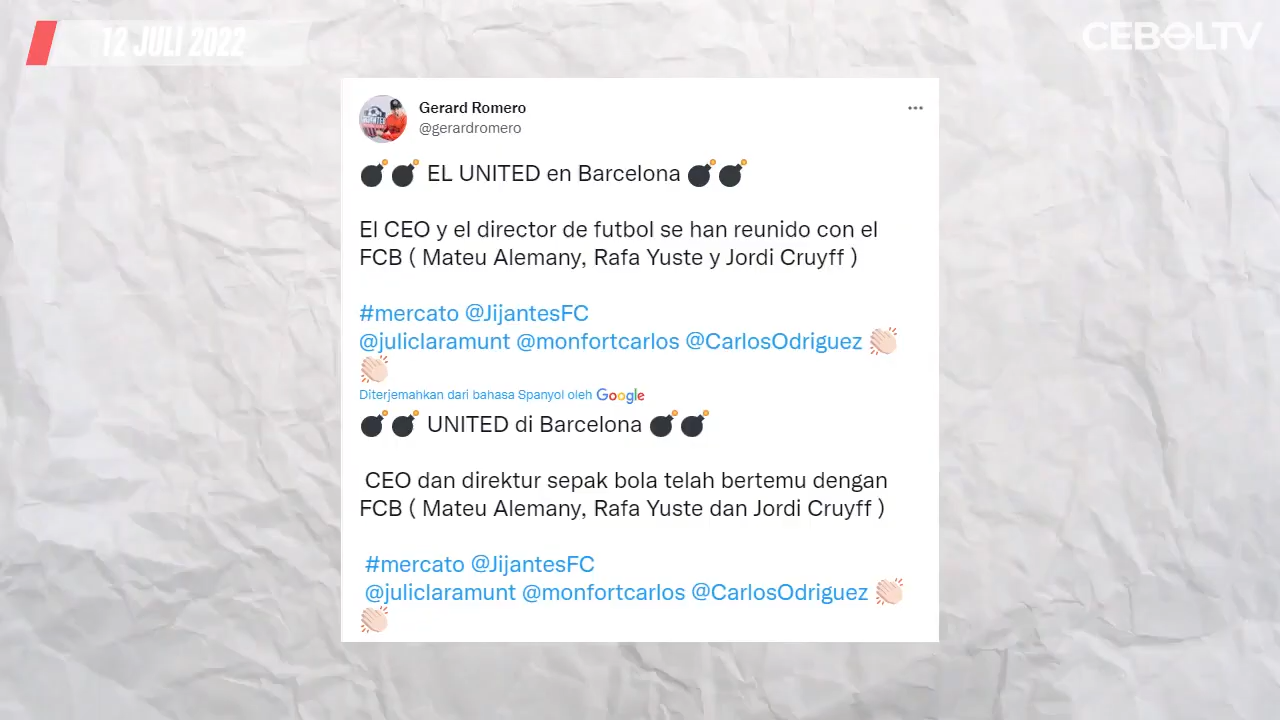 12 JULI 2022
CEBOLTV
Gerard Romero
@gerardromero
💣💣 EL UNITED en Barcelona 💣💣
El CEO y el director de futbol se han reunido con el
FCB ( Mateu Alemany, Rafa Yuste y Jordi Cruyff )
#mercato @JijantesFC
@juliclaramunt @monfortcarlos @CarlosOdriguez 👏🏻
👏🏻
Diterjemahkan dari bahasa Spanyol oleh Google
💣💣 UNITED di Barcelona 💣💣
CEO dan direktur sepak bola telah bertemu dengan
FCB ( Mateu Alemany, Rafa Yuste dan Jordi Cruyff )
#mercato @JijantesFC
@juliclaramunt @monfortcarlos @CarlosOdriguez 👏🏻
👏🏻